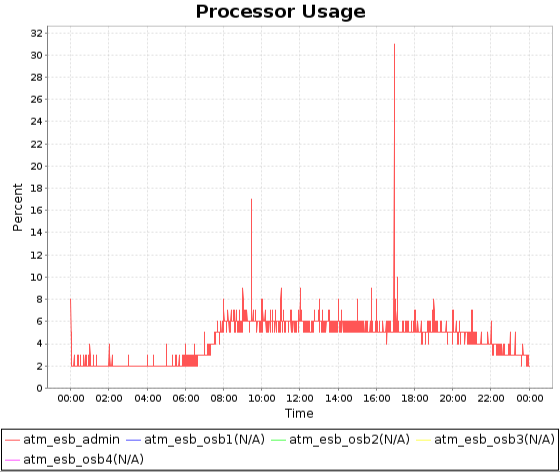 Processor Usage
32
30
28
26
24
22
20
18
16
14
12
10
8
6
4
2
0
Percent
00:00 02:00 04:00 06:00 08:00 10:00 12:00 14:00 16:00 18:00 20:00 22:00 00:00
Time
atm_esb_admin atm_esb_osb1(N/A) atm_esb_osb2(N/A) atm_esb_osb3(N/A)
atm_esb_osb4(N/A)